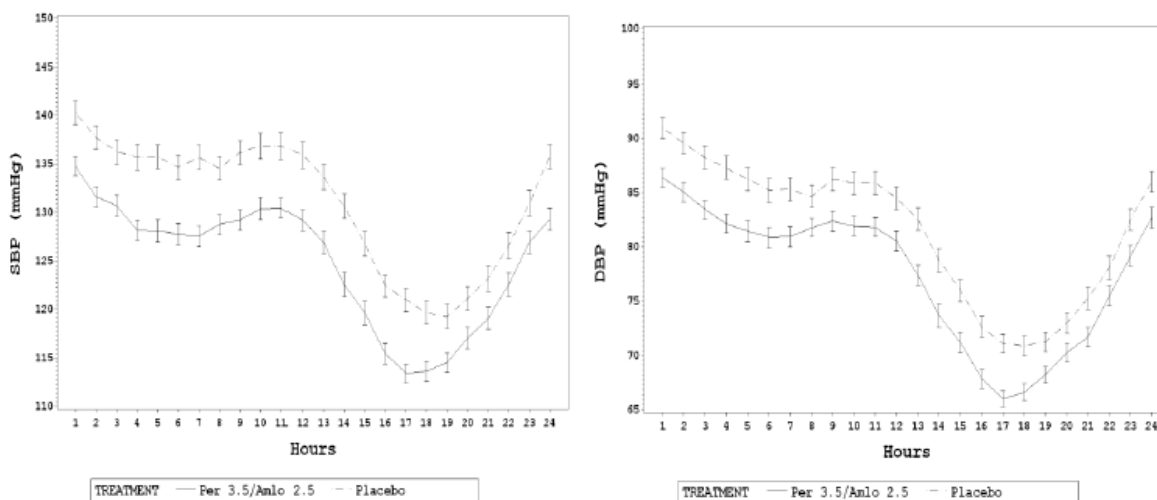 150
145
140
135
130
125
120
115
110
SBP (mmHg)
1 2 3 4 5 6 7 8 9 10 11 12 13 14 15 16 17 18 19 20 21 22 23 24
Hours
TREATMENT Per 3.5/Amlo 2.5 Placebo
100
95
90
85
80
75
70
65
DBP (mmHg)
1 2 3 4 5 6 7 8 9 10 11 12 13 14 15 16 17 18 19 20 21 22 23 24
Hours
TREATMENT Per 3.5/Amlo 2.5 Placebo